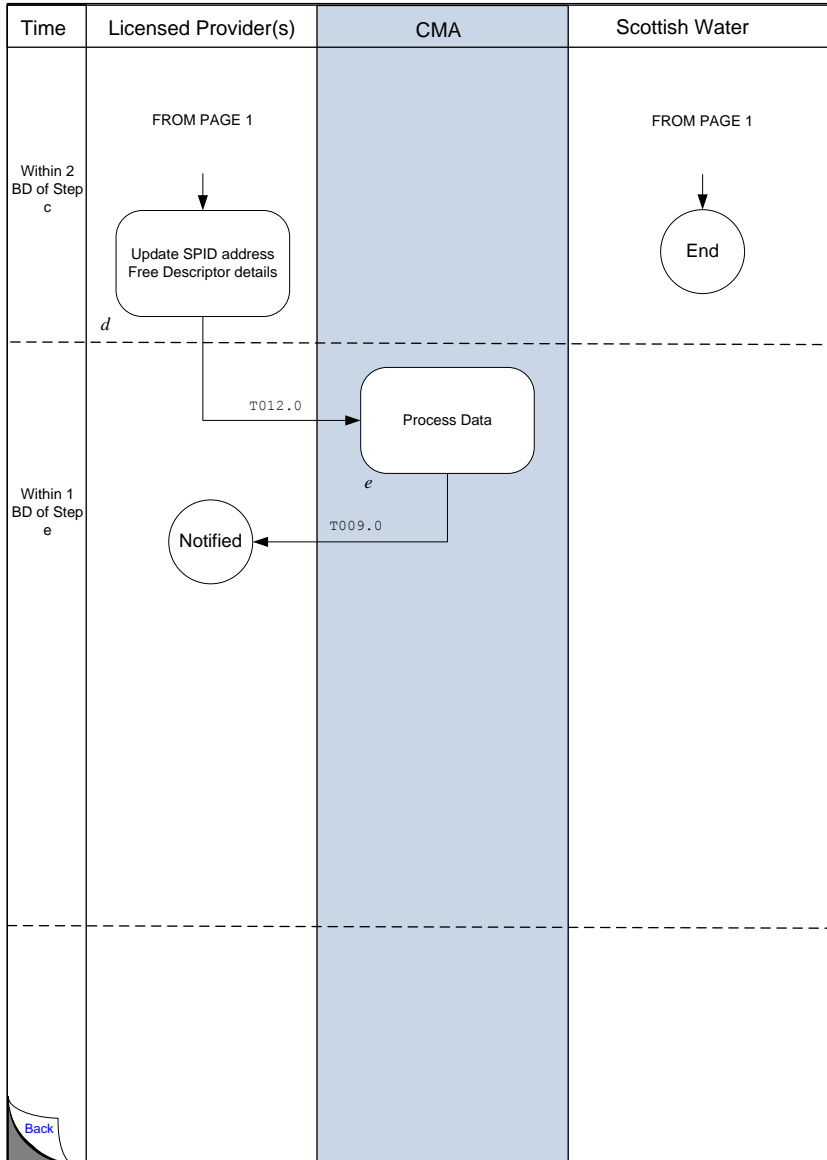 Time
Licensed Provider(s)
CMA
Scottish Water
FROM PAGE 1
FROM PAGE 1
Within 2
BD of Step
c
Update SPID address
Free Descriptor details
End
d
T012.0
Process Data
e
Within 1
BD of Step
e
T009.0
Notified
Back